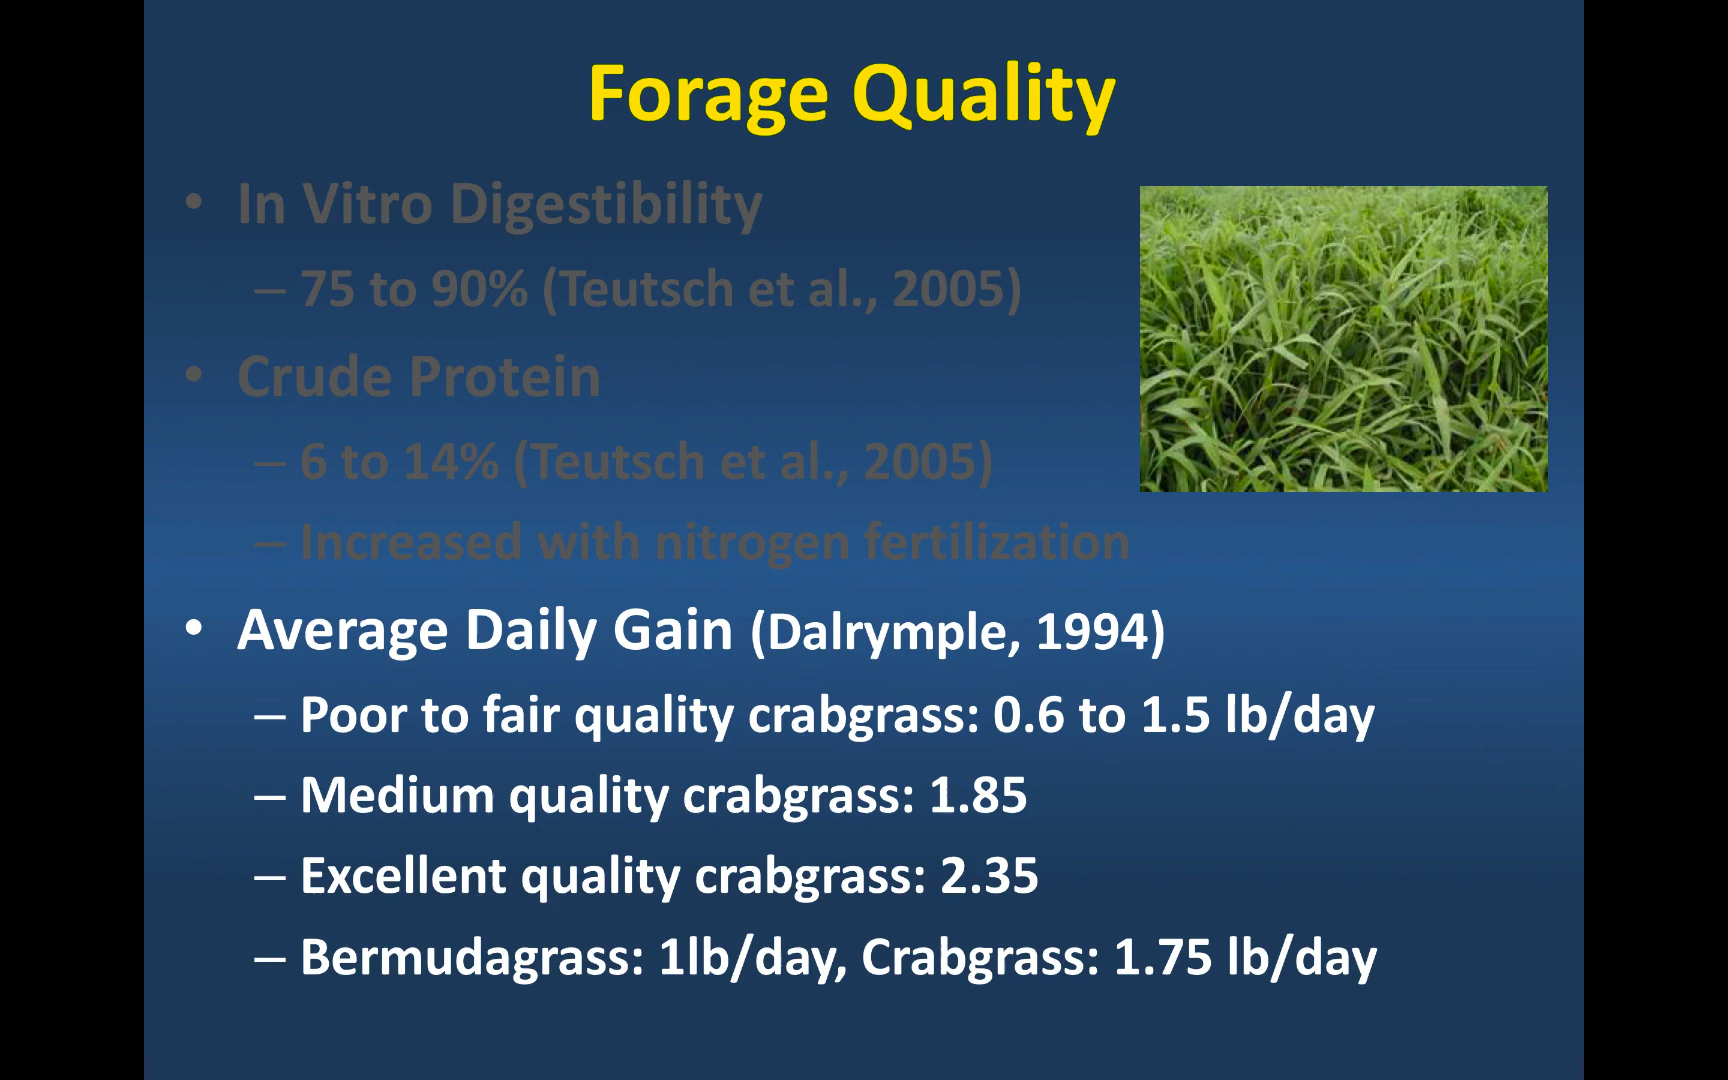 Forage Quality
• In Vitro Digestibility
– 75 to 90% (Teutsch et al., 2005)
• Crude Protein
– 6 to 14% (Teutsch et al., 2005)
– Increased with nitrogen fertilization
• Average Daily Gain (Dalrymple, 1994)
– Poor to fair quality crabgrass: 0.6 to 1.5 lb/day
– Medium quality crabgrass: 1.85
– Excellent quality crabgrass: 2.35
– Bermudagrass: 1lb/day, Crabgrass: 1.75 lb/day